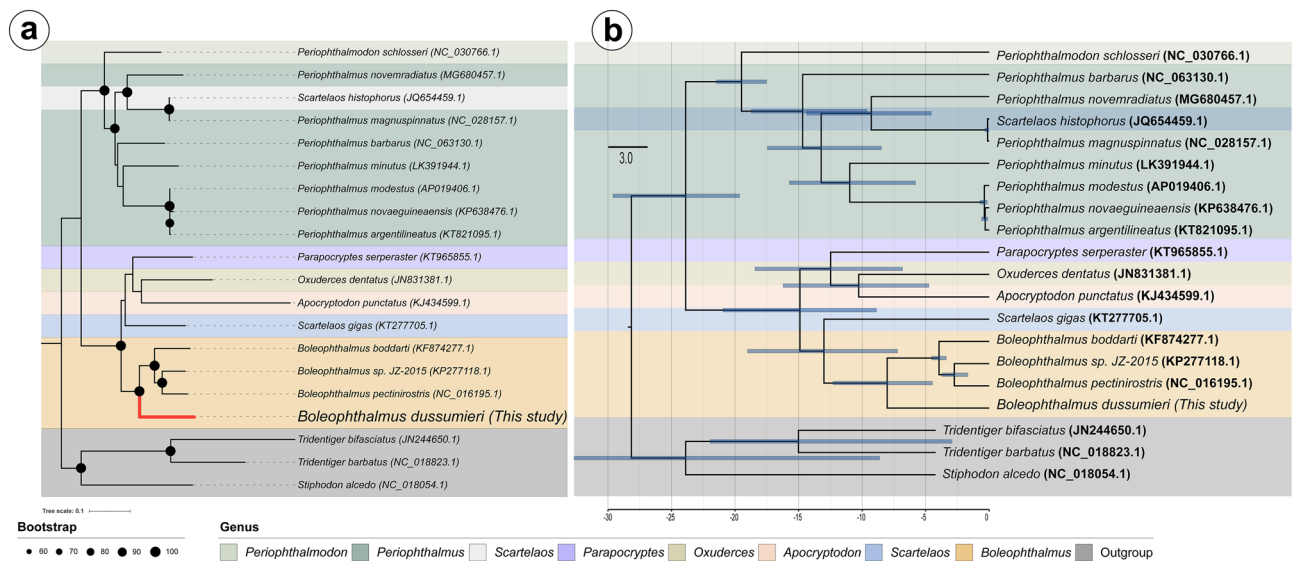 a
Periophthalmodon schlosseri (NC_030766.1)
Periophthalmus novemradiatus (MG680457.1)
Scartelaos histophorus (JQ654459.1)
Periophthalmus magnuspinnatus (NC_028157.1)
Periophthalmus barbarus (NC_063130.1)
Periophthalmus minutus (LK391944.1)
Periophthalmus modestus (AP019406.1)
Periophthalmus novaeguineaensis (KP638476.1)
Periophthalmus argentilineatus (KT821095.1)
Parapocryptes serperaster (KT965855.1)
Oxuderces dentatus (JN831381.1)
Apocryptodon punctatus (KJ434599.1)
Scartelaos gigas (KT277705.1)
Boleophthalmus boddarti (KF874277.1)
Boleophthalmus sp. JZ-2015 (KP277118.1)
Boleophthalmus pectinirostris (NC_016195.1)
Boleophthalmus dussumieri (This study)
Tridentiger bifasciatus (JN244650.1)
Tridentiger barbatus (NC_018823.1)
Stiphodon alcedo (NC_018054.1)
Tree scale: 0.1
b
Periophthalmodon schlosseri (NC_030766.1)
Periophthalmus barbarus (NC_063130.1)
Periophthalmus novemradiatus (MG680457.1)
Scartelaos histophorus (JQ654459.1)
Periophthalmus magnuspinnatus (NC_028157.1)
Periophthalmus minutus (LK391944.1)
Periophthalmus modestus (AP019406.1)
Periophthalmus novaeguineaensis (KP638476.1)
Periophthalmus argentilineatus (KT821095.1)
Parapocryptes serperaster (KT965855.1)
Oxuderces dentatus (JN831381.1)
Apocryptodon punctatus (KJ434599.1)
Scartelaos gigas (KT277705.1)
Boleophthalmus boddarti (KF874277.1)
Boleophthalmus sp. JZ-2015 (KP277118.1)
Boleophthalmus pectinirostris (NC_016195.1)
Boleophthalmus dussumieri (This study)
Tridentiger bifasciatus (JN244650.1)
Tridentiger barbatus (NC_018823.1)
Stiphodon alcedo (NC_018054.1)
3.0
-30 -25 -20 -15 -10 -5 0
Bootstrap
60 70 80 90 100
Genus
Periophthalmodon Periophthalmus Scartelaos Parapocryptes Oxuderces Apocryptodon Scartelaos Boleophthalmus Outgroup